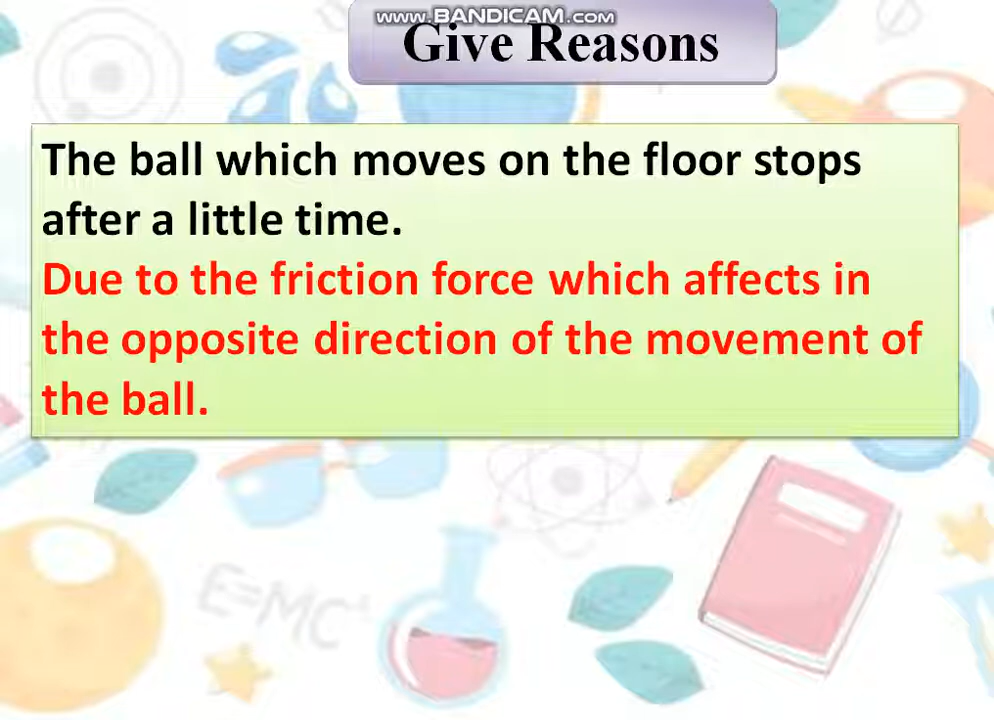 www.BANDICAM.com
Give Reasons
The ball which moves on the floor stops
after a little time.
Due to the friction force which affects in
the opposite direction of the movement of
the ball.
E=MC²